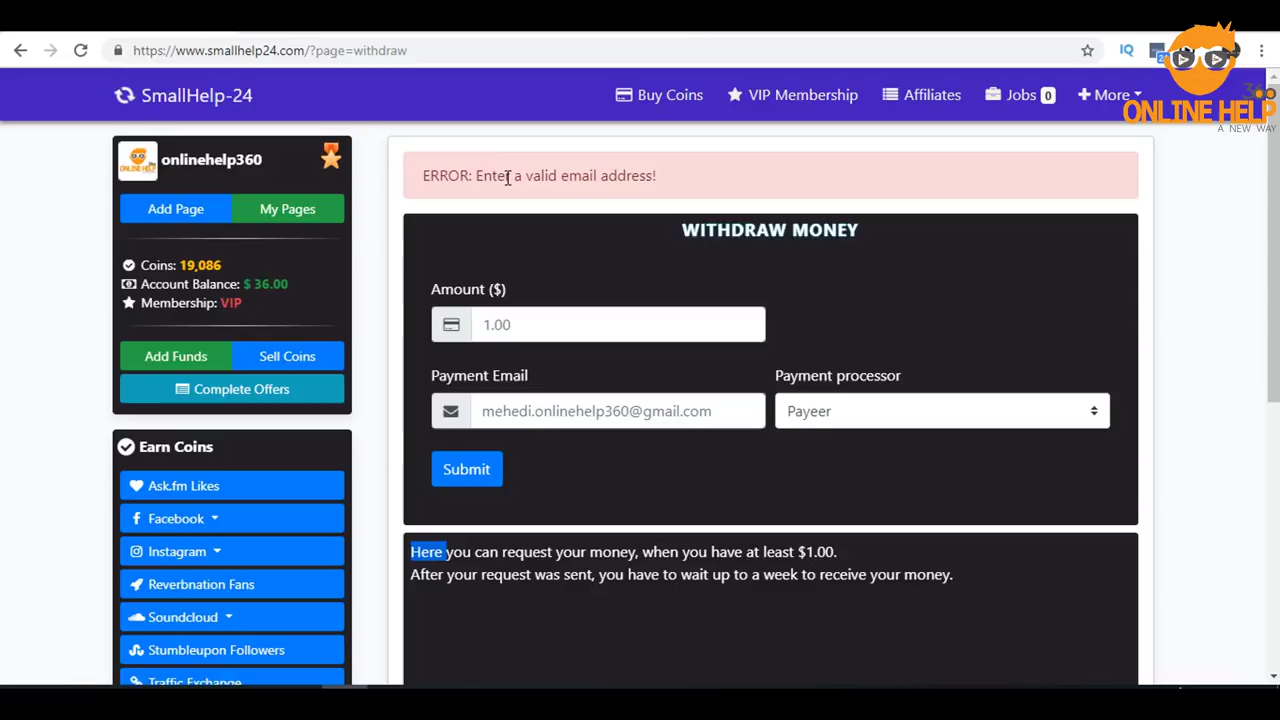 https://www.smallhelp24.com/?page=withdraw
IQ
360
ONLINE HELP
A NEW WAY
SmallHelp-24
Buy Coins
VIP Membership
Affiliates
Jobs 0
More
ONLINE HELP
onlinehelp360
Add Page
My Pages
Coins: 19,086
Account Balance: $ 36.00
Membership: VIP
Add Funds
Sell Coins
Complete Offers
Earn Coins
Ask.fm Likes
Facebook
Instagram
Reverbnation Fans
Soundcloud
Stumbleupon Followers
Traffic Exchange
ERROR: Enter a valid email address!
WITHDRAW MONEY
Amount ($)
1.00
Payment Email
mehedi.onlinehelp360@gmail.com
Payment processor
Payeer
Submit
Here you can request your money, when you have at least $1.00.
After your request was sent, you have to wait up to a week to receive your money.